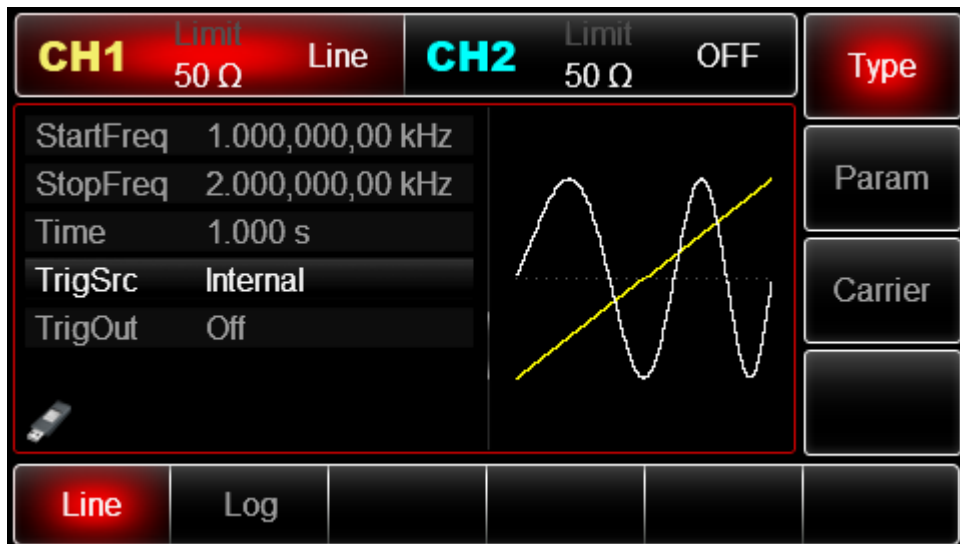 CH1 Limit 50 Ω Line
CH2 Limit 50 Ω OFF
Type
StartFreq 1.000,000,00 kHz
StopFreq 2.000,000,00 kHz
Time 1.000 s
TrigSrc Internal
TrigOut Off
Param
Carrier
Line Log